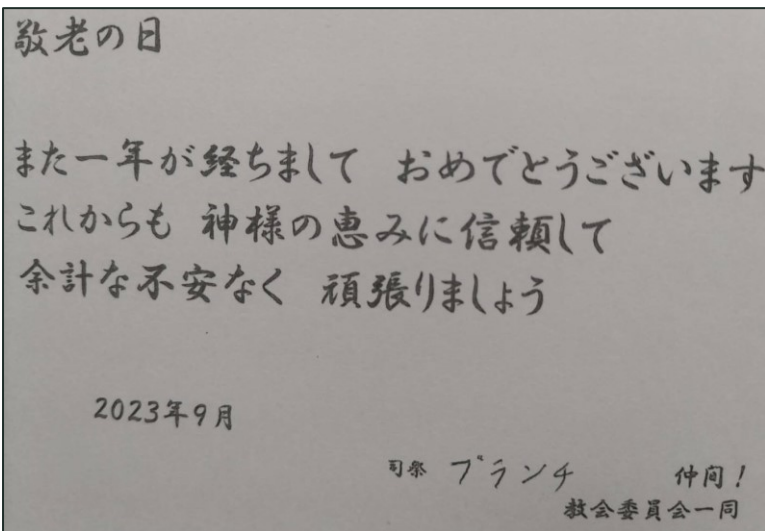 敬老の日
また一年が経ちまして おめでとうございます
これからも 神様の恵みに信頼して
余計な不安なく 頑張りましょう
2023年9月
司祭 ブランチ 仲间!
教会委員会一同